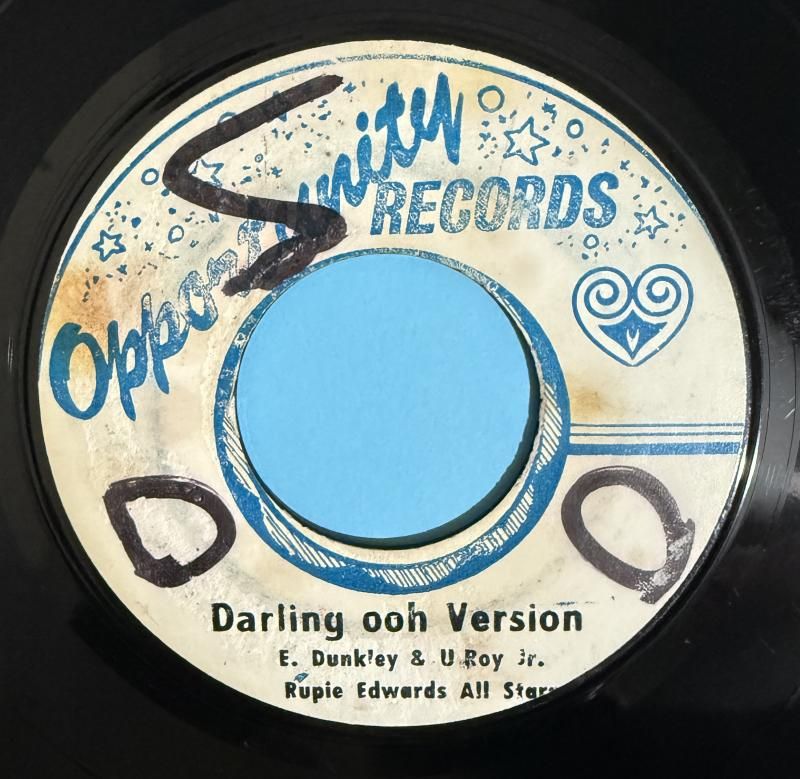 Opportunity
RECORDS
Darling ooh Version
E. Dunkley & U Roy Jr.
Rupie Edwards All Stars